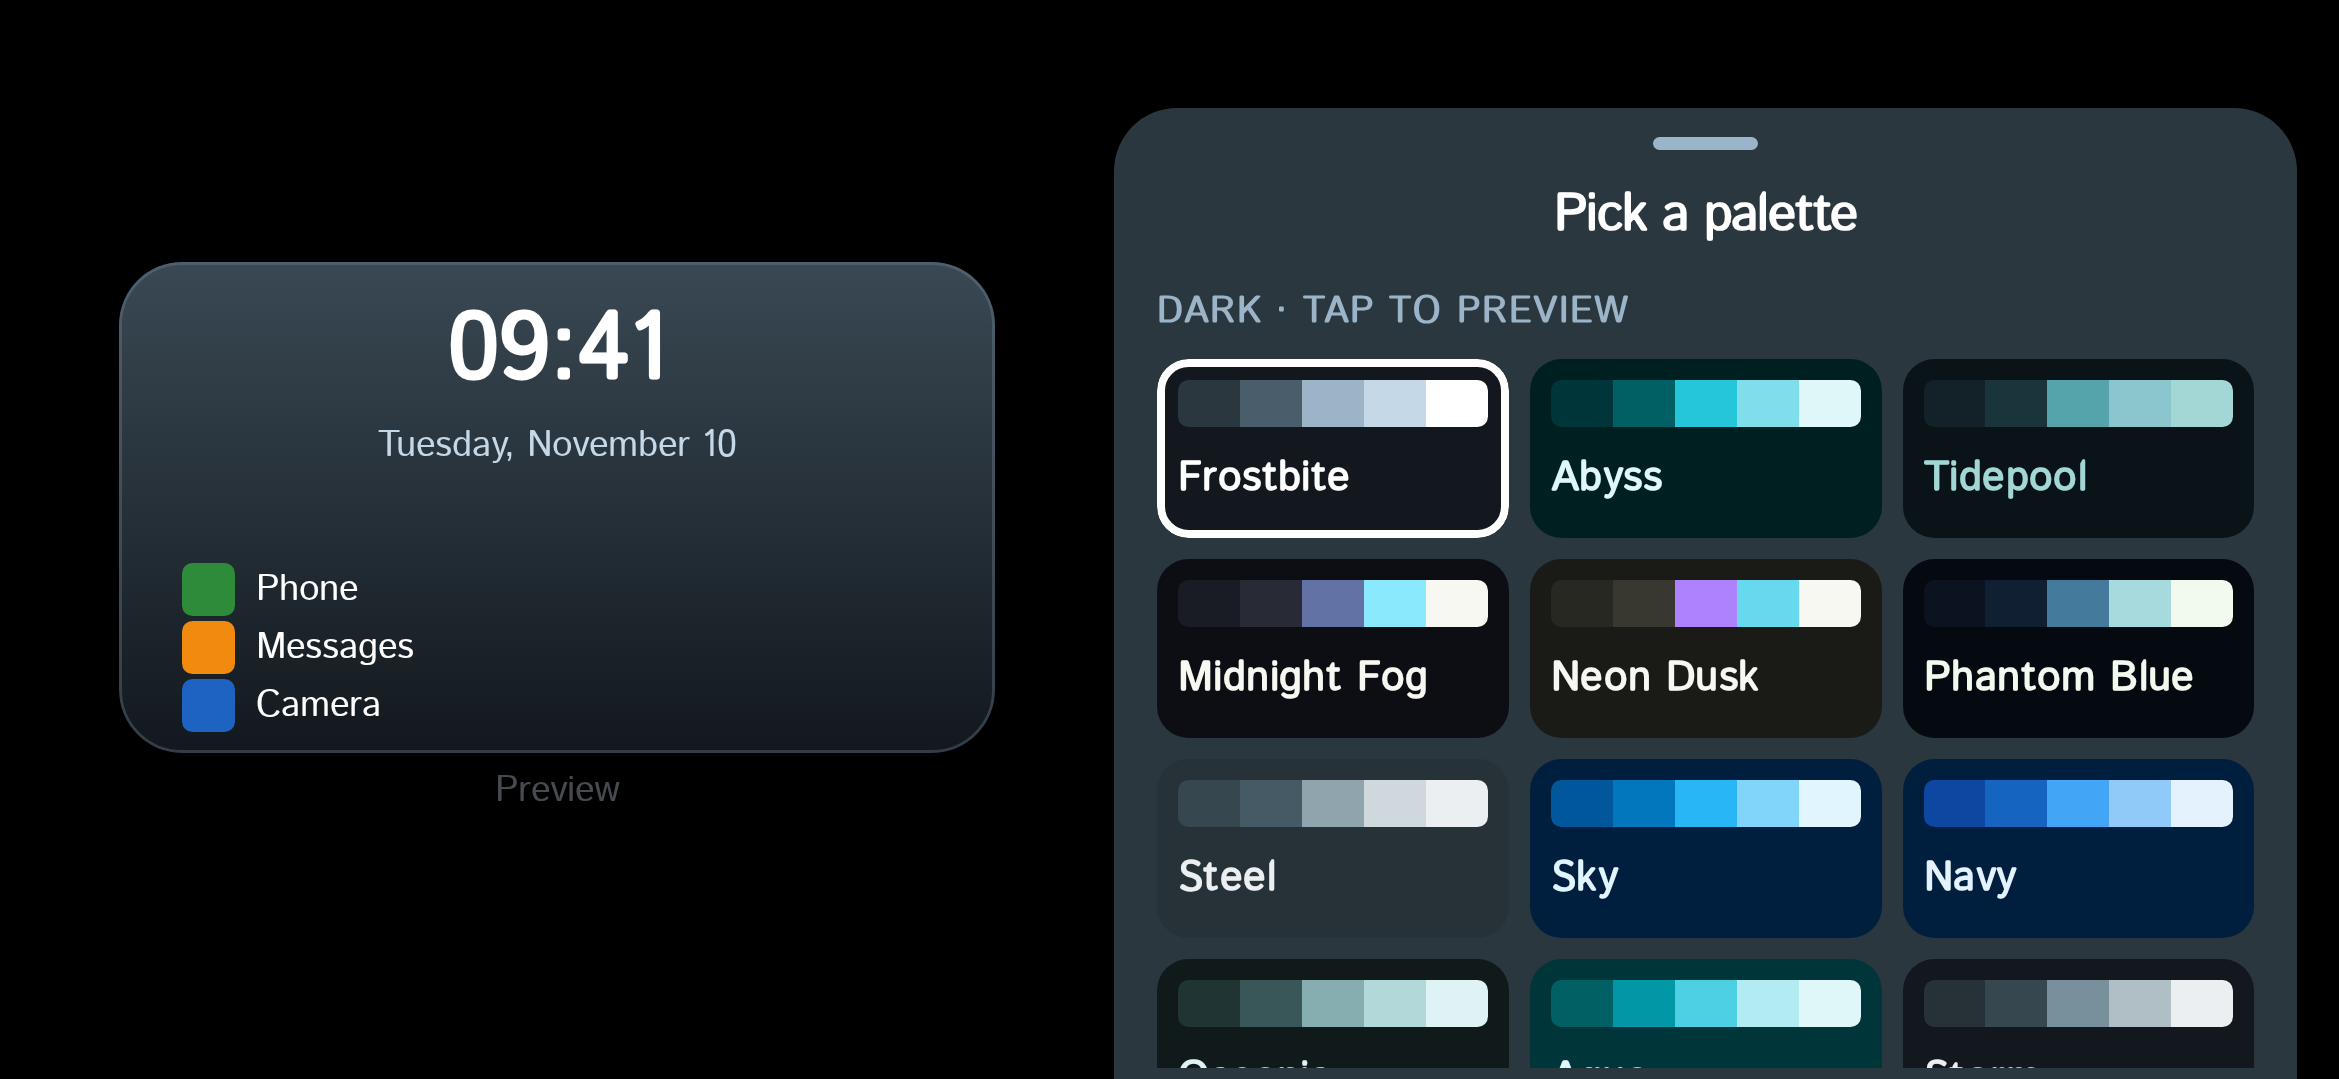 09:41
Tuesday, November 10
Phone
Messages
Camera
Preview
Pick a palette
DARK · TAP TO PREVIEW
Frostbite
Abyss
Tidepool
Midnight Fog
Neon Dusk
Phantom Blue
Steel
Sky
Navy